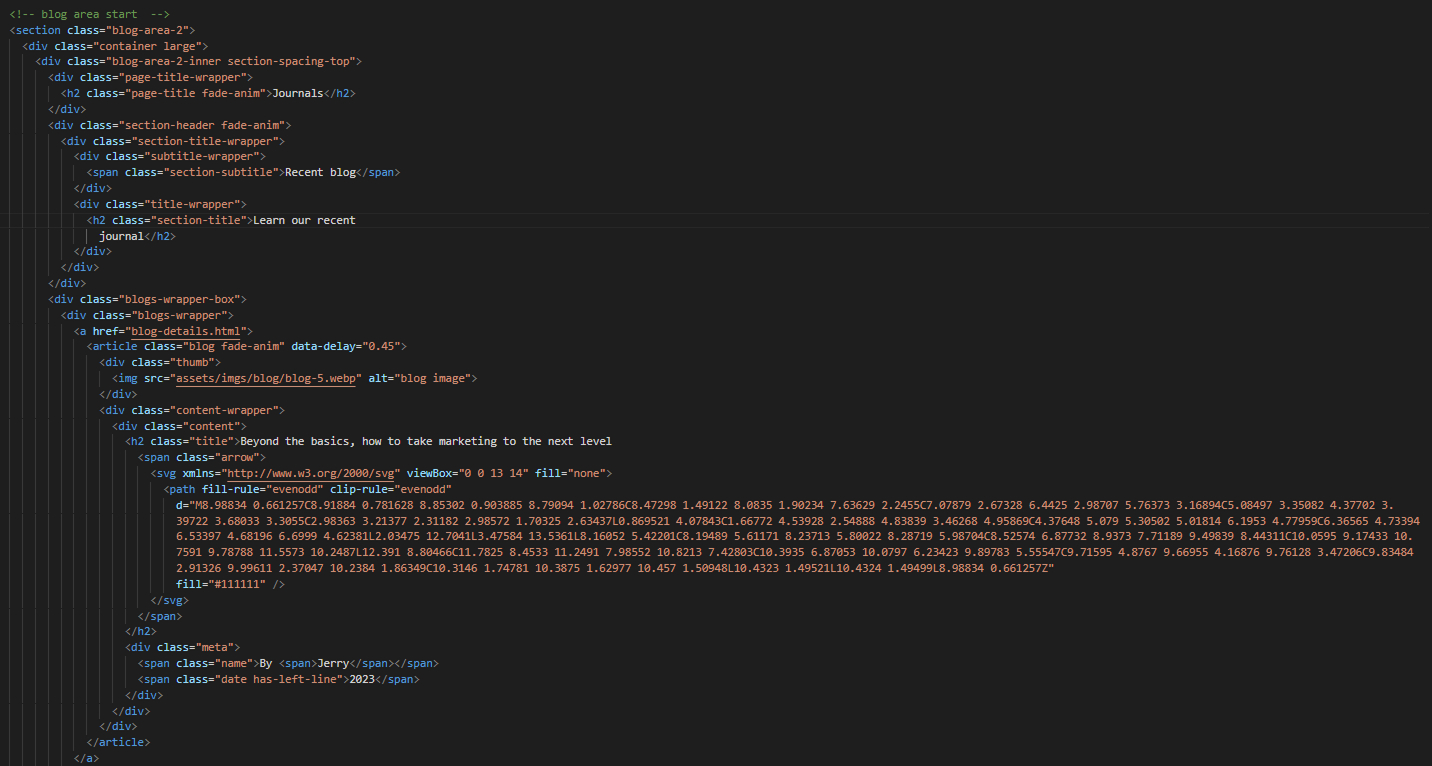 <!-- blog area start  -->
<section class="blog-area-2">
<div class="container large">
<div class="blog-area-2-inner section-spacing-top">
<div class="page-title-wrapper">
<h2 class="page-title fade-anim">Journals</h2>
</div>
<div class="section-header fade-anim">
<div class="section-title-wrapper">
<div class="subtitle-wrapper">
<span class="section-subtitle">Recent blog</span>
</div>
<div class="title-wrapper">
<h2 class="section-title">Learn our recent
journal</h2>
</div>
</div>
</div>
<div class="blogs-wrapper-box">
<div class="blogs-wrapper">
<a href="blog-details.html">
<article class="blog fade-anim" data-delay="0.45">
<div class="thumb">
<img src="assets/imgs/blog/blog-5.webp" alt="blog image">
</div>
<div class="content-wrapper">
<div class="content">
<h2 class="title">Beyond the basics, how to take marketing to the next level
<span class="arrow">
<svg xmlns="http://www.w3.org/2000/svg" viewBox="0 0 13 14" fill="none">
<path fill-rule="evenodd" clip-rule="evenodd"
d="M8.98834 0.661257C8.91884 0.781628 8.85302 0.903885 8.79094 1.02786C8.47298 1.49122 8.0835 1.90234 7.63629 2.2455C7.07879 2.67328 6.4425 2.98707 5.76373 3.16894C5.08497 3.35082 4.37702 3.
39722 3.68033 3.3055C2.98363 3.21377 2.31182 2.98572 1.70325 2.63437L0.869521 4.07843C1.66772 4.53928 2.54888 4.83839 3.46268 4.95869C4.37648 5.079 5.30502 5.01814 6.1953 4.77959C6.36565 4.73394
6.53397 4.68196 6.6999 4.62381L2.03475 12.7041L3.47584 13.5361L8.16052 5.42201C8.19489 5.61171 8.23713 5.80022 8.28719 5.98704C8.52574 6.87732 8.9373 7.71189 9.49839 8.44311C10.0595 9.17433 10.
7591 9.78788 11.5573 10.2487L12.391 8.80466C11.7825 8.4533 11.2491 7.98552 10.8213 7.42803C10.3935 6.87053 10.0797 6.23423 9.89783 5.55547C9.71595 4.8767 9.66955 4.16876 9.76128 3.47206C9.83484
2.91326 9.99611 2.37047 10.2384 1.86349C10.3146 1.74781 10.3875 1.62977 10.457 1.50948L10.4323 1.49521L10.4324 1.49499L8.98834 0.661257Z"
fill="#111111" />
</svg>
</span>
</h2>
<div class="meta">
<span class="name">By <span>Jerry</span></span>
<span class="date has-left-line">2023</span>
</div>
</div>
</div>
</article>
</a>